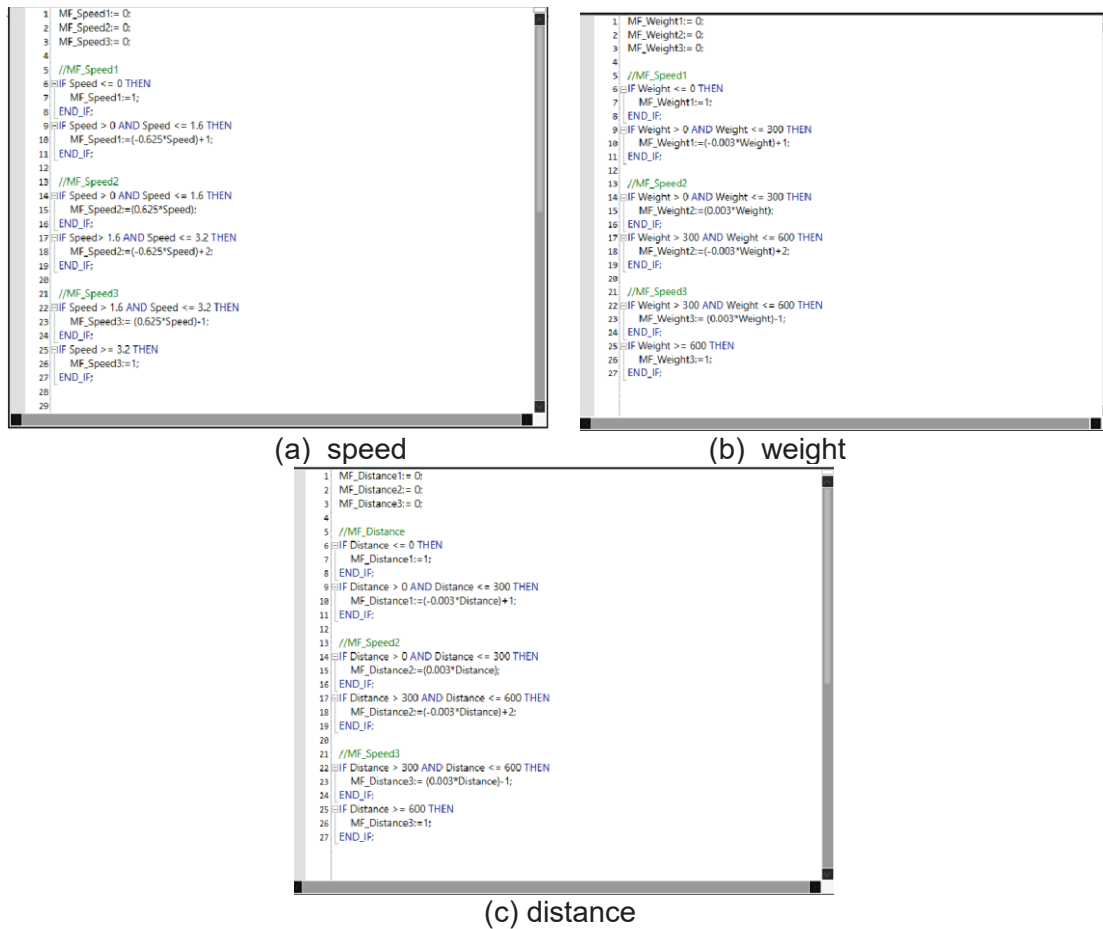 1 MF_Speed1:= 0;
2 MF_Speed2:= 0;
3 MF_Speed3:= 0;
4
5 //MF_Speed1
6 IF Speed <= 0 THEN
7 MF_Speed1:=1;
8 END_IF;
9 IF Speed > 0 AND Speed <= 1.6 THEN
10 MF_Speed1:=(-0.625*Speed)+1;
11 END_IF;
12
13 //MF_Speed2
14 IF Speed > 0 AND Speed <= 1.6 THEN
15 MF_Speed2:=(0.625*Speed);
16 END_IF;
17 IF Speed> 1.6 AND Speed <= 3.2 THEN
18 MF_Speed2:=(-0.625*Speed)+2;
19 END_IF;
20
21 //MF_Speed3
22 IF Speed > 1.6 AND Speed <= 3.2 THEN
23 MF_Speed3:= (0.625*Speed)-1;
24 END_IF;
25 IF Speed >= 3.2 THEN
26 MF_Speed3:=1;
27 END_IF;
28
29
(a) speed
1 MF_Weight1:= 0;
2 MF_Weight2:= 0;
3 MF_Weight3:= 0;
4
5 //MF_Speed1
6 IF Weight <= 0 THEN
7 MF_Weight1:=1;
8 END_IF;
9 IF Weight > 0 AND Weight <= 300 THEN
10 MF_Weight1:=(-0.003*Weight)+1;
11 END_IF;
12
13 //MF_Speed2
14 IF Weight > 0 AND Weight <= 300 THEN
15 MF_Weight2:=(0.003*Weight);
16 END_IF;
17 IF Weight > 300 AND Weight <= 600 THEN
18 MF_Weight2:=(-0.003*Weight)+2;
19 END_IF;
20
21 //MF_Speed3
22 IF Weight > 300 AND Weight <= 600 THEN
23 MF_Weight3:= (0.003*Weight)-1;
24 END_IF;
25 IF Weight >= 600 THEN
26 MF_Weight3:=1;
27 END_IF;
(b) weight
1 MF_Distance1:= 0;
2 MF_Distance2:= 0;
3 MF_Distance3:= 0;
4
5 //MF_Distance
6 IF Distance <= 0 THEN
7 MF_Distance1:=1;
8 END_IF;
9 IF Distance > 0 AND Distance <= 300 THEN
10 MF_Distance1:=(-0.003*Distance)+1;
11 END_IF;
12
13 //MF_Speed2
14 IF Distance > 0 AND Distance <= 300 THEN
15 MF_Distance2:=(0.003*Distance);
16 END_IF;
17 IF Distance > 300 AND Distance <= 600 THEN
18 MF_Distance2:=(-0.003*Distance)+2;
19 END_IF;
20
21 //MF_Speed3
22 IF Distance > 300 AND Distance <= 600 THEN
23 MF_Distance3:= (0.003*Distance)-1;
24 END_IF;
25 IF Distance >= 600 THEN
26 MF_Distance3:=1;
27 END_IF;
(c) distance